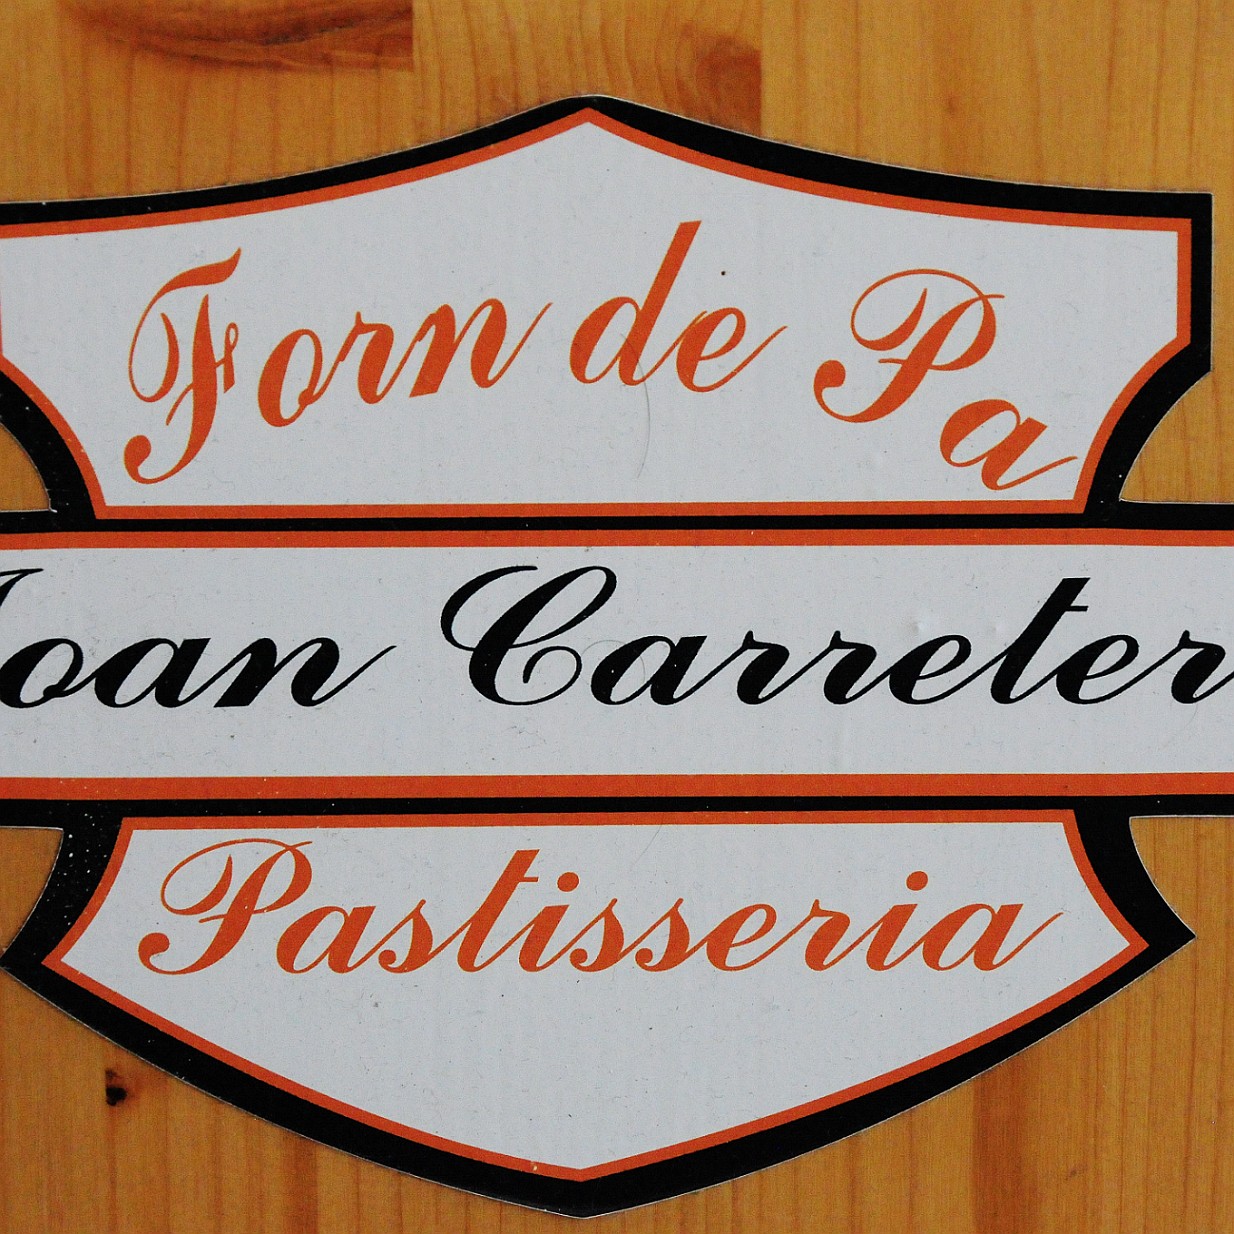 Forn de Pa
Joan Carreter
Pastisseria